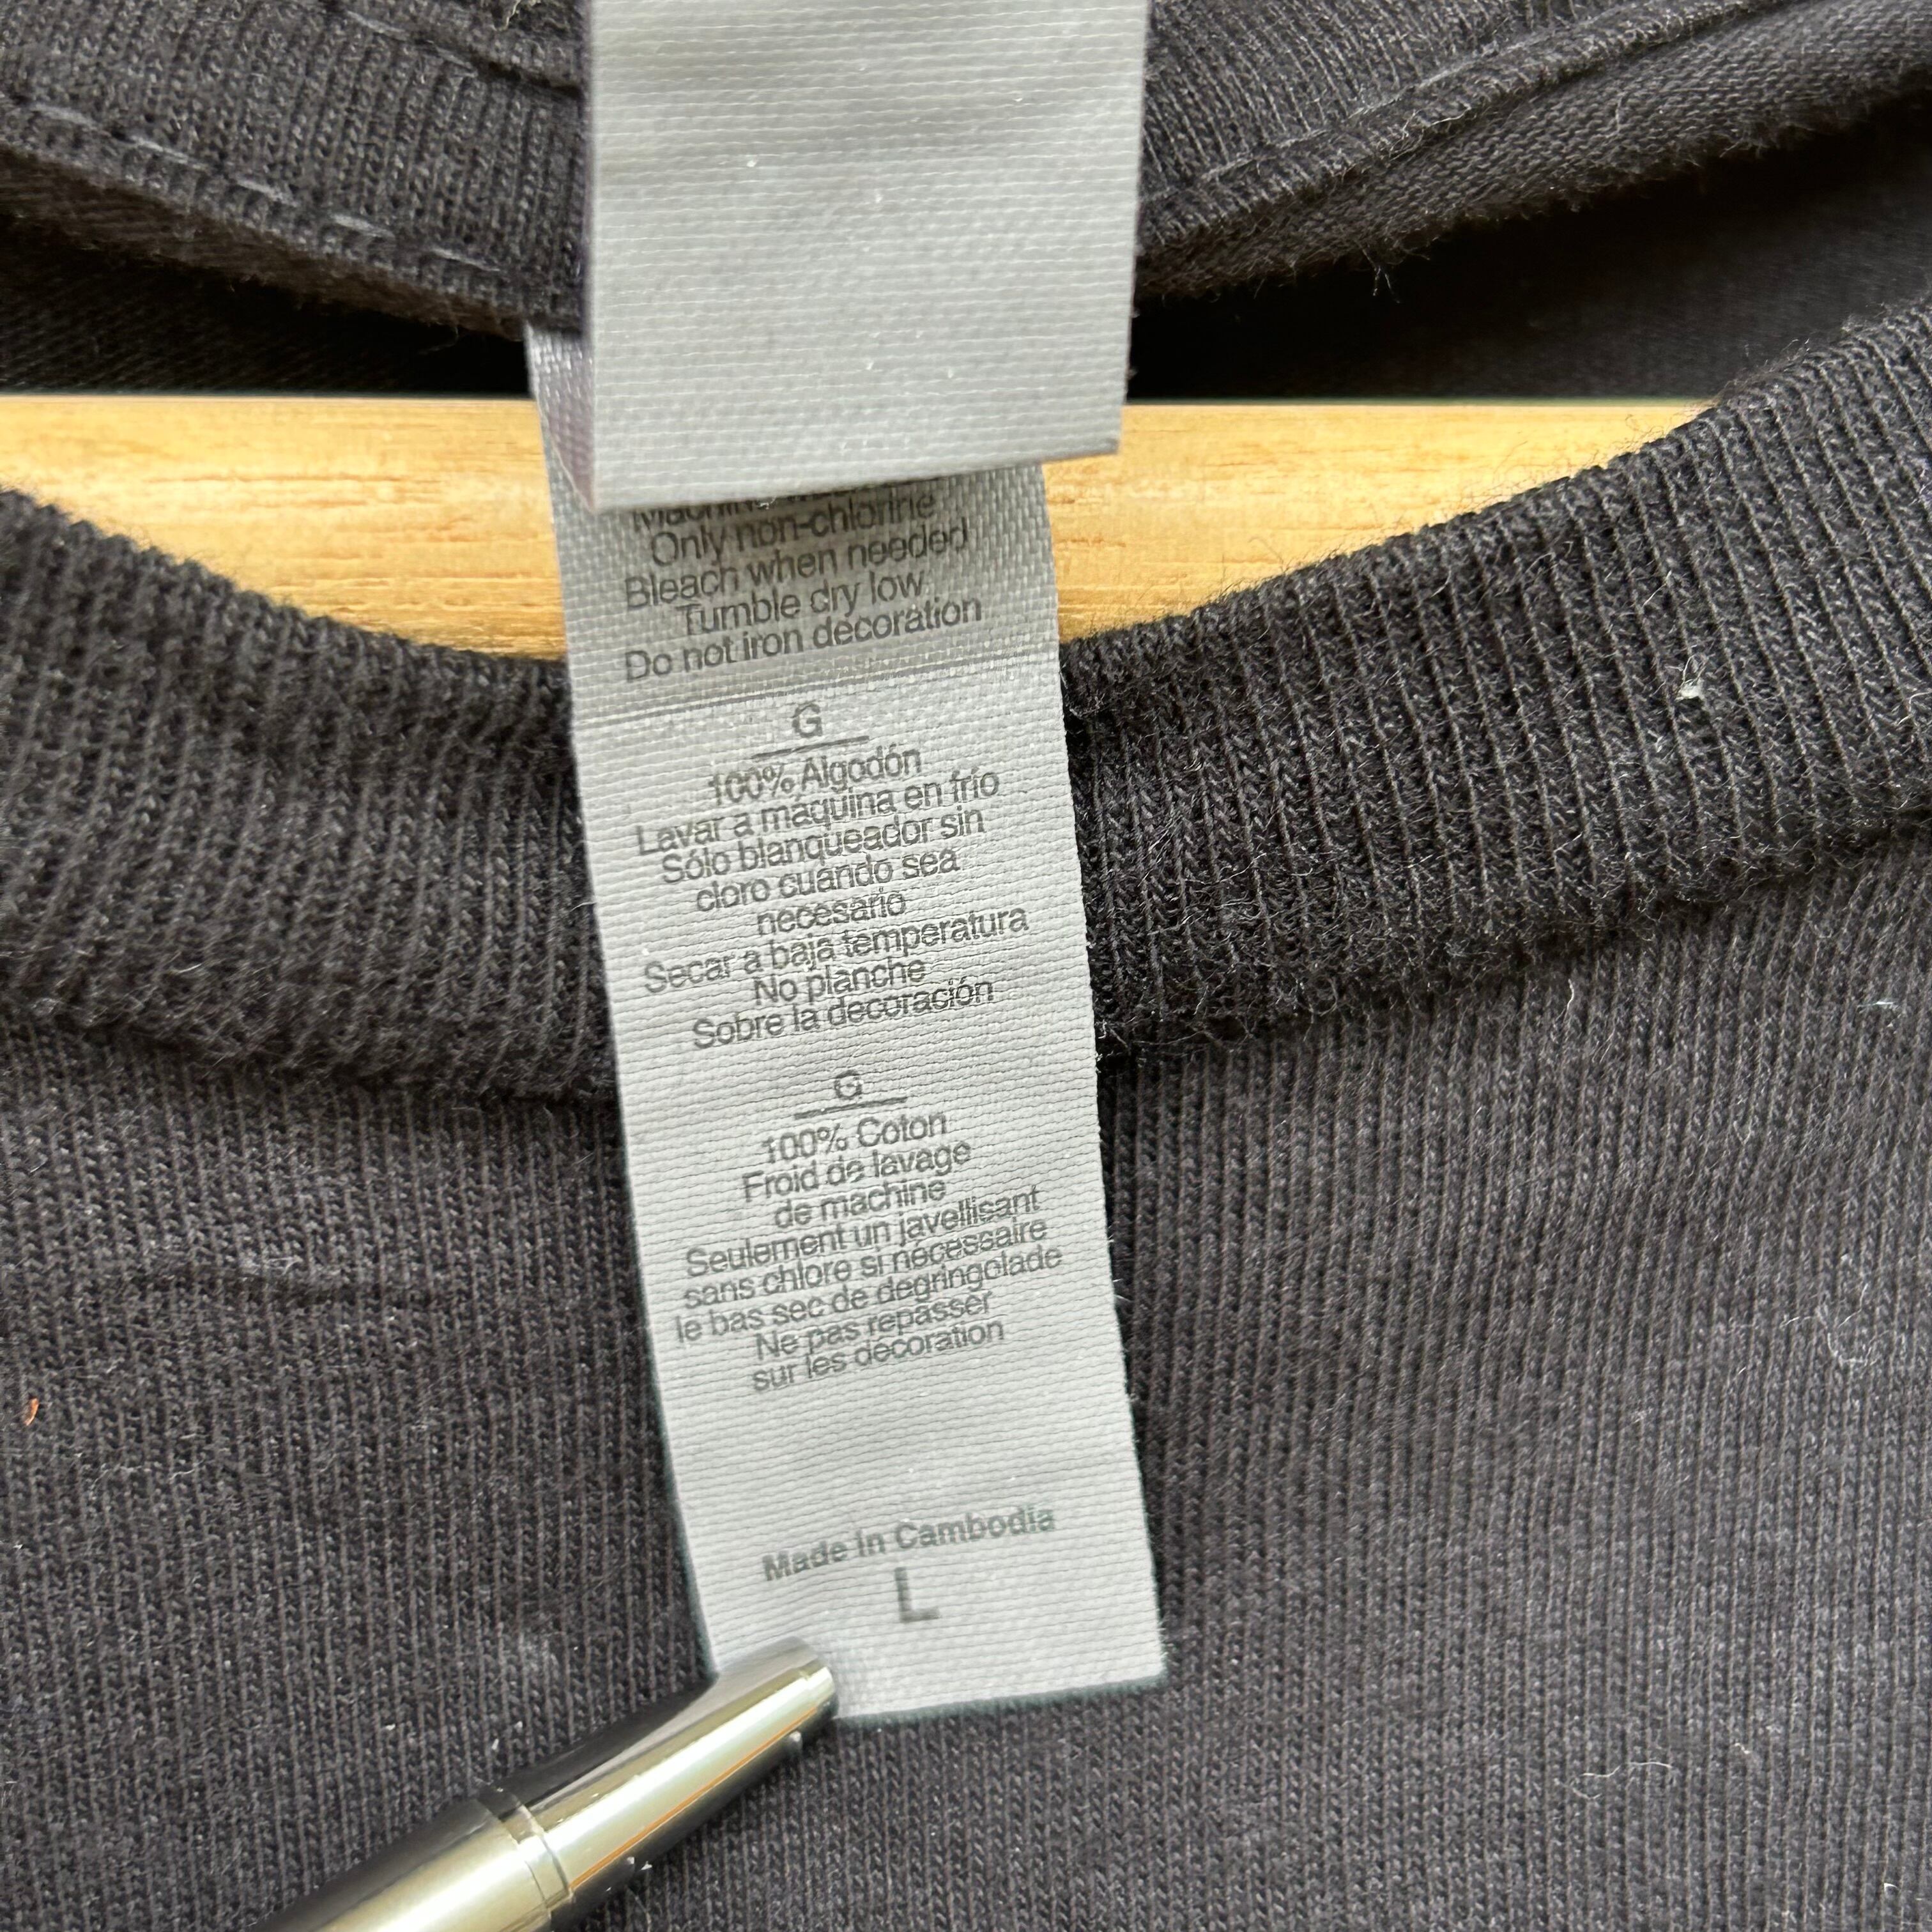 Only non-chlorine
Bleach when needed
Tumble dry low
Do not iron decoration
G
100% Algodón
Lavar a máquina en frío
Sólo blanqueador sin
cloro cuando sea
necesario
Secar a baja temperatura
No planche
Sobre la decoración
G
100% Coton
Froid de lavage
de machine
Seulement un javellisant
sans chlore si nécessaire
le bas sec de degringolade
Ne pas repasser
sur les decoration
Made in Cambodia
L